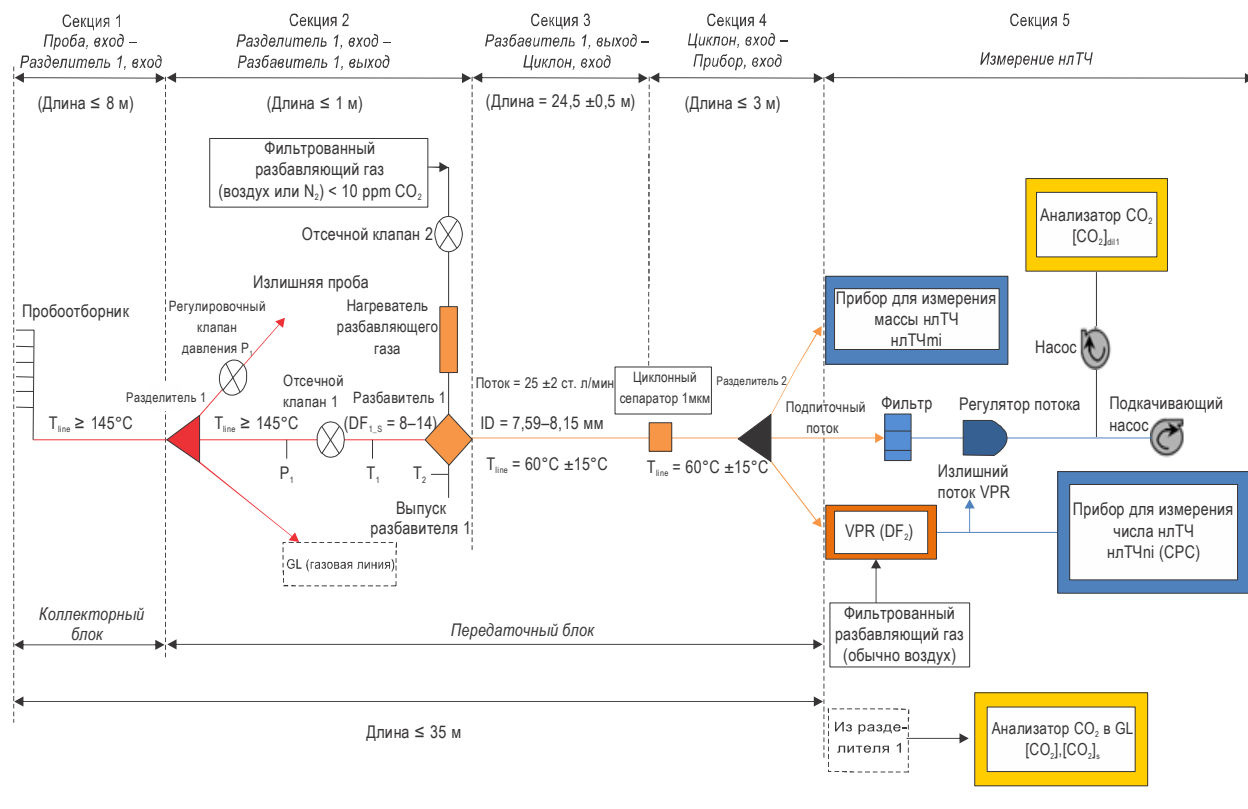 Секция 1
Проба, вход –
Разделитель 1, вход
(Длина ≤ 8 м)
Секция 2
Разделитель 1, вход –
Разбавитель 1, выход
(Длина ≤ 1 м)
Секция 3
Разбавитель 1, выход –
Циклон, вход
(Длина = 24,5 ±0,5 м)
Секция 4
Циклон, вход –
Прибор, вход
(Длина ≤ 3 м)
Секция 5
Измерение нлТЧ
Фильтрованный
разбавляющий газ
(воздух или N₂) < 10 ppm CO₂
Отсечной клапан 2
Анализатор CO₂
[CO₂]dil1
Излишняя проба
Пробоотборник
Регулировочный
клапан
давления P₁
Нагреватель
разбавляющего
газа
Прибор для измерения
массы нлТЧ
нлТЧmi
Насос
Разделитель 1
Отсечной
клапан 1
Разбавитель 1
(DF1_S = 8–14)
Поток = 25 ±2 ст. л/мин
Циклонный
сепаратор 1мкм
Разделитель 2
Подпиточный
поток
Фильтр
Регулятор потока
Подкачивающий
насос
Tline ≥ 145°C
Tline ≥ 145°C
ID = 7,59–8,15 мм
P₁
T₁
T₂
Tline = 60°C ±15°C
Tline = 60°C ±15°C
Излишний
поток VPR
Выпуск
разбавителя 1
VPR (DF₂)
Прибор для измерения
числа нлТЧ
нлТЧni (CPC)
GL (газовая линия)
Коллекторный
блок
Передаточный блок
Фильтрованный
разбавляющий газ
(обычно воздух)
Длина ≤ 35 м
Из разде-
лителя 1
Анализатор CO₂ в GL
[CO₂],[CO₂]s